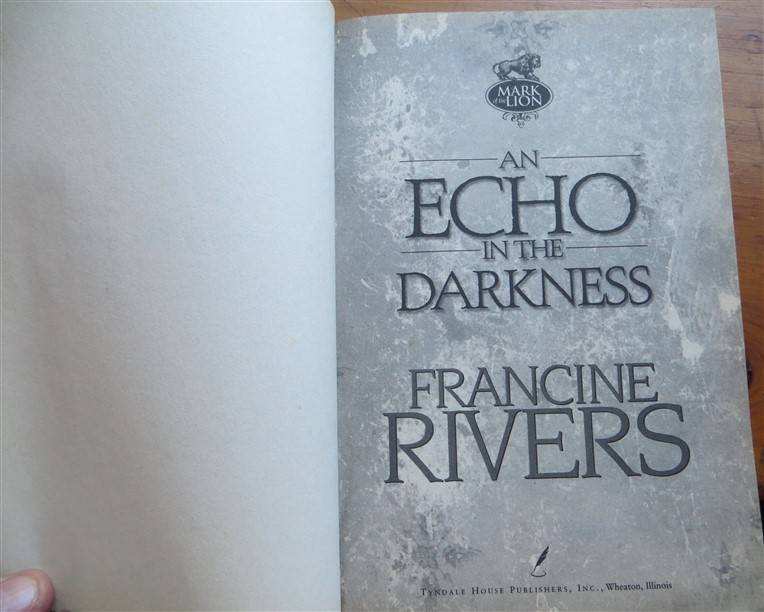 MARK
of the LION
AN
ECHO
IN THE
DARKNESS
FRANCINE
RIVERS
TYNDALE HOUSE PUBLISHERS, INC., Wheaton, Illinois